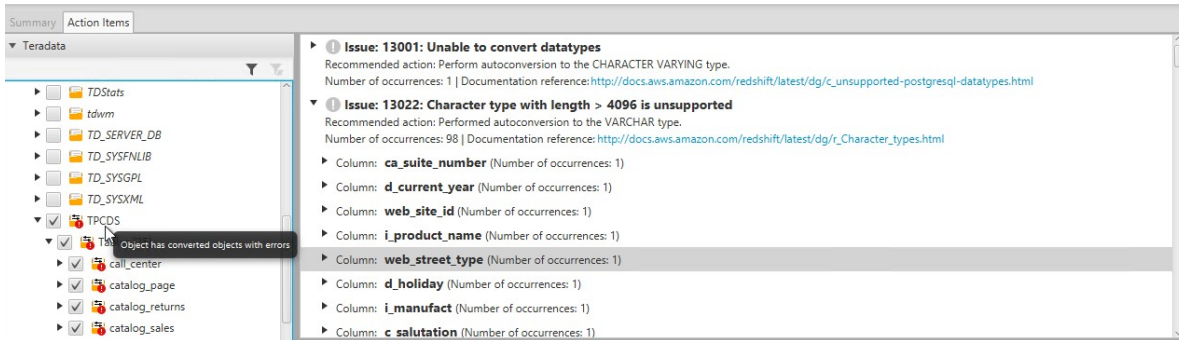 Summary Action Items
Teradata
TDStats
tdwm
TD_SERVER_DB
TD_SYSFNLIB
TD_SYSGPL
TD_SYSXML
TPCDS
Object has converted objects with errors
call_center
catalog_page
catalog_returns
catalog_sales
Issue: 13001: Unable to convert datatypes
Recommended action: Perform autoconversion to the CHARACTER VARYING type.
Number of occurrences: 1 | Documentation reference: http://docs.aws.amazon.com/redshift/latest/dg/c_unsupported-postgresql-datatypes.html
Issue: 13022: Character type with length > 4096 is unsupported
Recommended action: Performed autoconversion to the VARCHAR type.
Number of occurrences: 98 | Documentation reference: http://docs.aws.amazon.com/redshift/latest/dg/r_Character_types.html
Column: ca_suite_number (Number of occurrences: 1)
Column: d_current_year (Number of occurrences: 1)
Column: web_site_id (Number of occurrences: 1)
Column: i_product_name (Number of occurrences: 1)
Column: web_street_type (Number of occurrences: 1)
Column: d_holiday (Number of occurrences: 1)
Column: i_manufact (Number of occurrences: 1)
Column: c_salutation (Number of occurrences: 1)